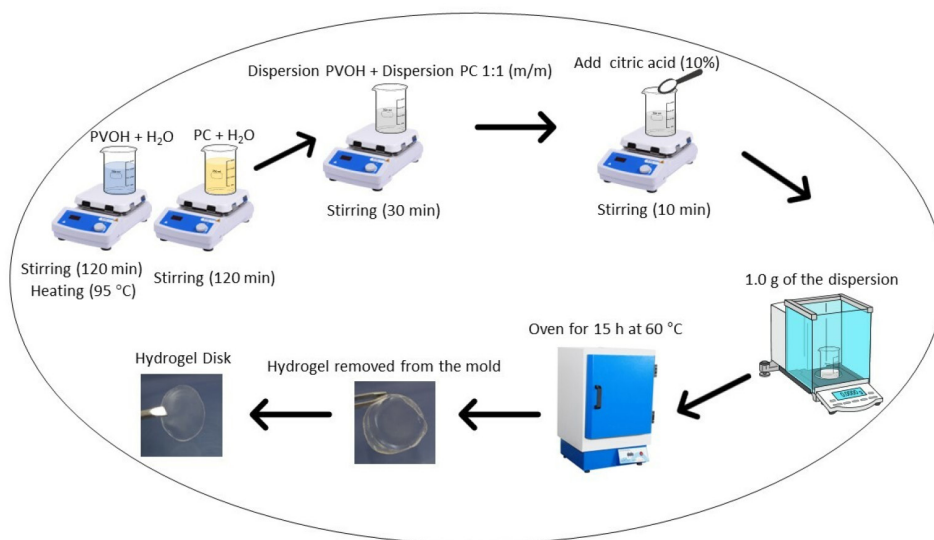 Dispersion PVOH + Dispersion PC 1:1 (m/m)
Add citric acid (10%)
PVOH + H₂O
PC + H₂O
Stirring (30 min)
Stirring (10 min)
Stirring (120 min)
Heating (95 °C)
Stirring (120 min)
1.0 g of the dispersion
Oven for 15 h at 60 °C
Hydrogel removed from the mold
Hydrogel Disk